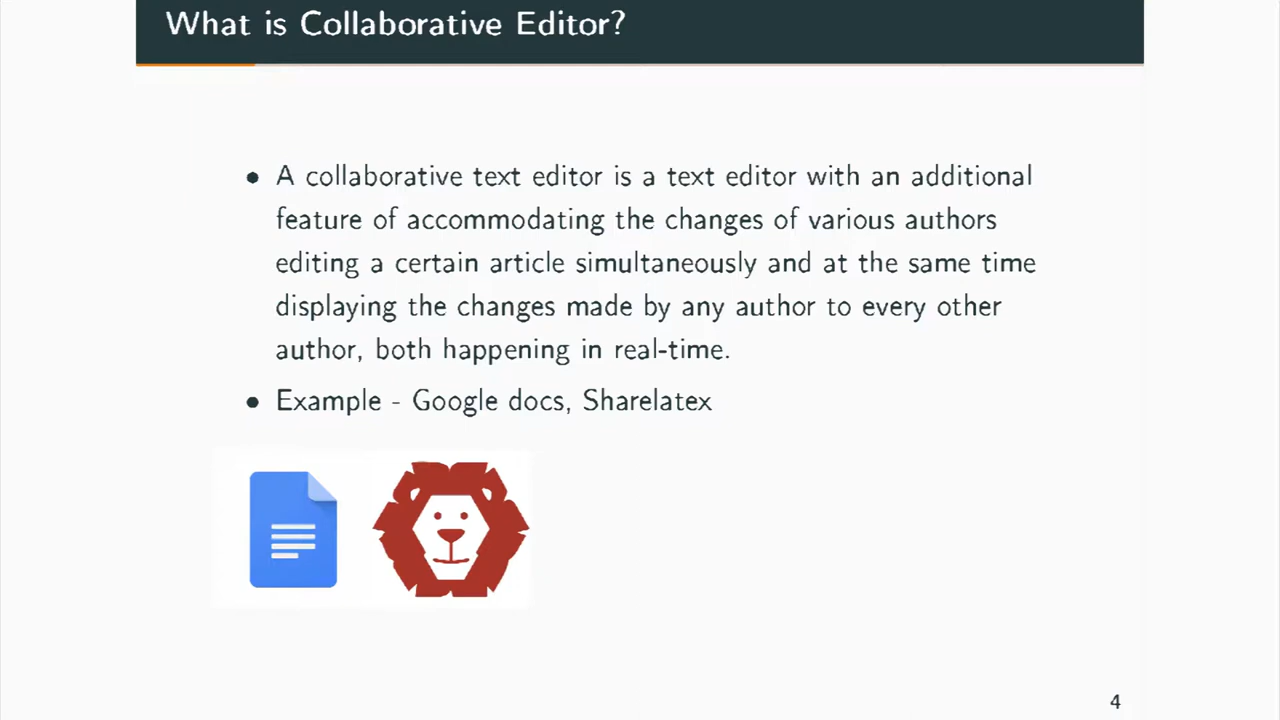 What is Collaborative Editor?
• A collaborative text editor is a text editor with an additional
feature of accommodating the changes of various authors
editing a certain article simultaneously and at the same time
displaying the changes made by any author to every other
author, both happening in real-time.
• Example - Google docs, Sharelatex
4